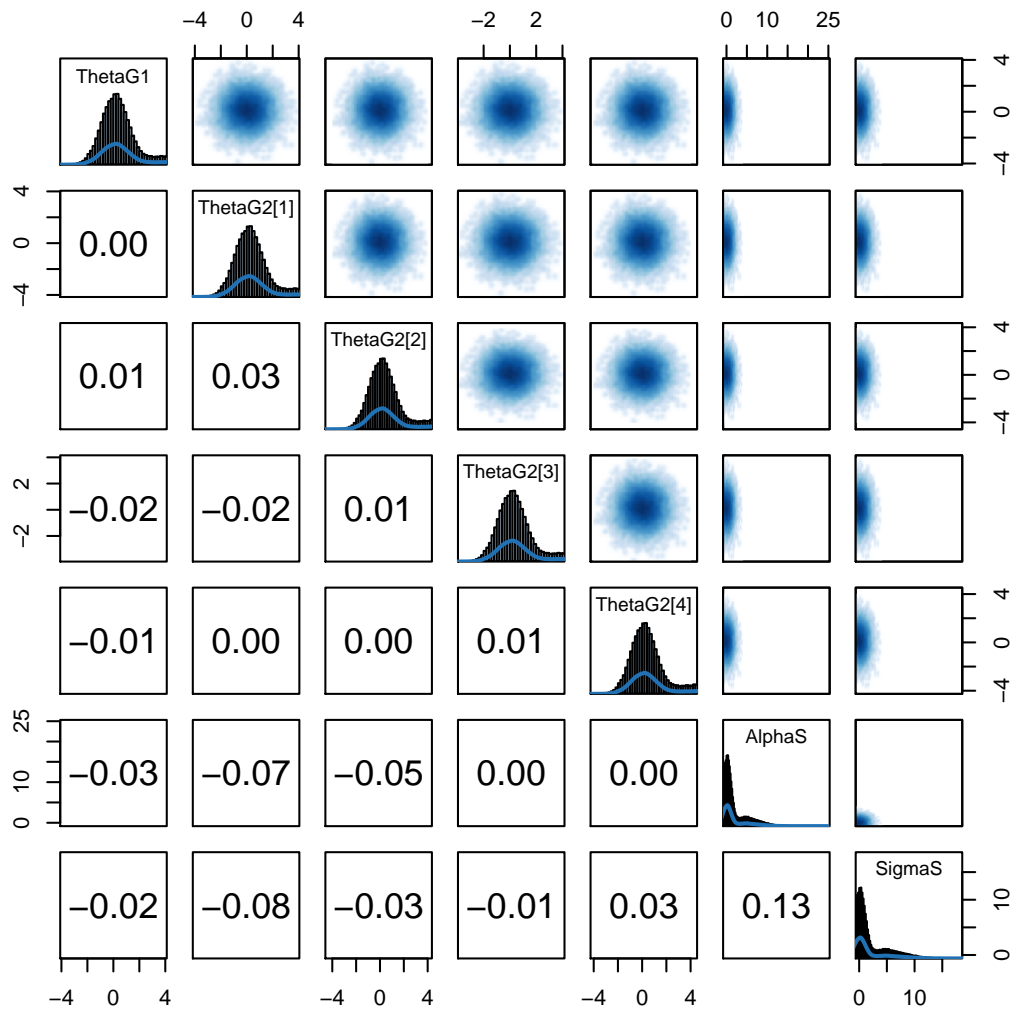 −4 0 4 −2 2 0 10 25
ThetaG1
−4 0 4
−4 0 4
0.00
ThetaG2[1]
0.01 0.03
ThetaG2[2]
−4 0 4
−2 2
−0.02 −0.02 0.01
ThetaG2[3]
−0.01 0.00 0.00 0.01
ThetaG2[4]
−4 0 4
0 10 25
−0.03 −0.07 −0.05 0.00 0.00
AlphaS
−0.02 −0.08 −0.03 −0.01 0.03 0.13
SigmaS
0 10
−4 0 4 −4 0 4 −4 0 4 0 10